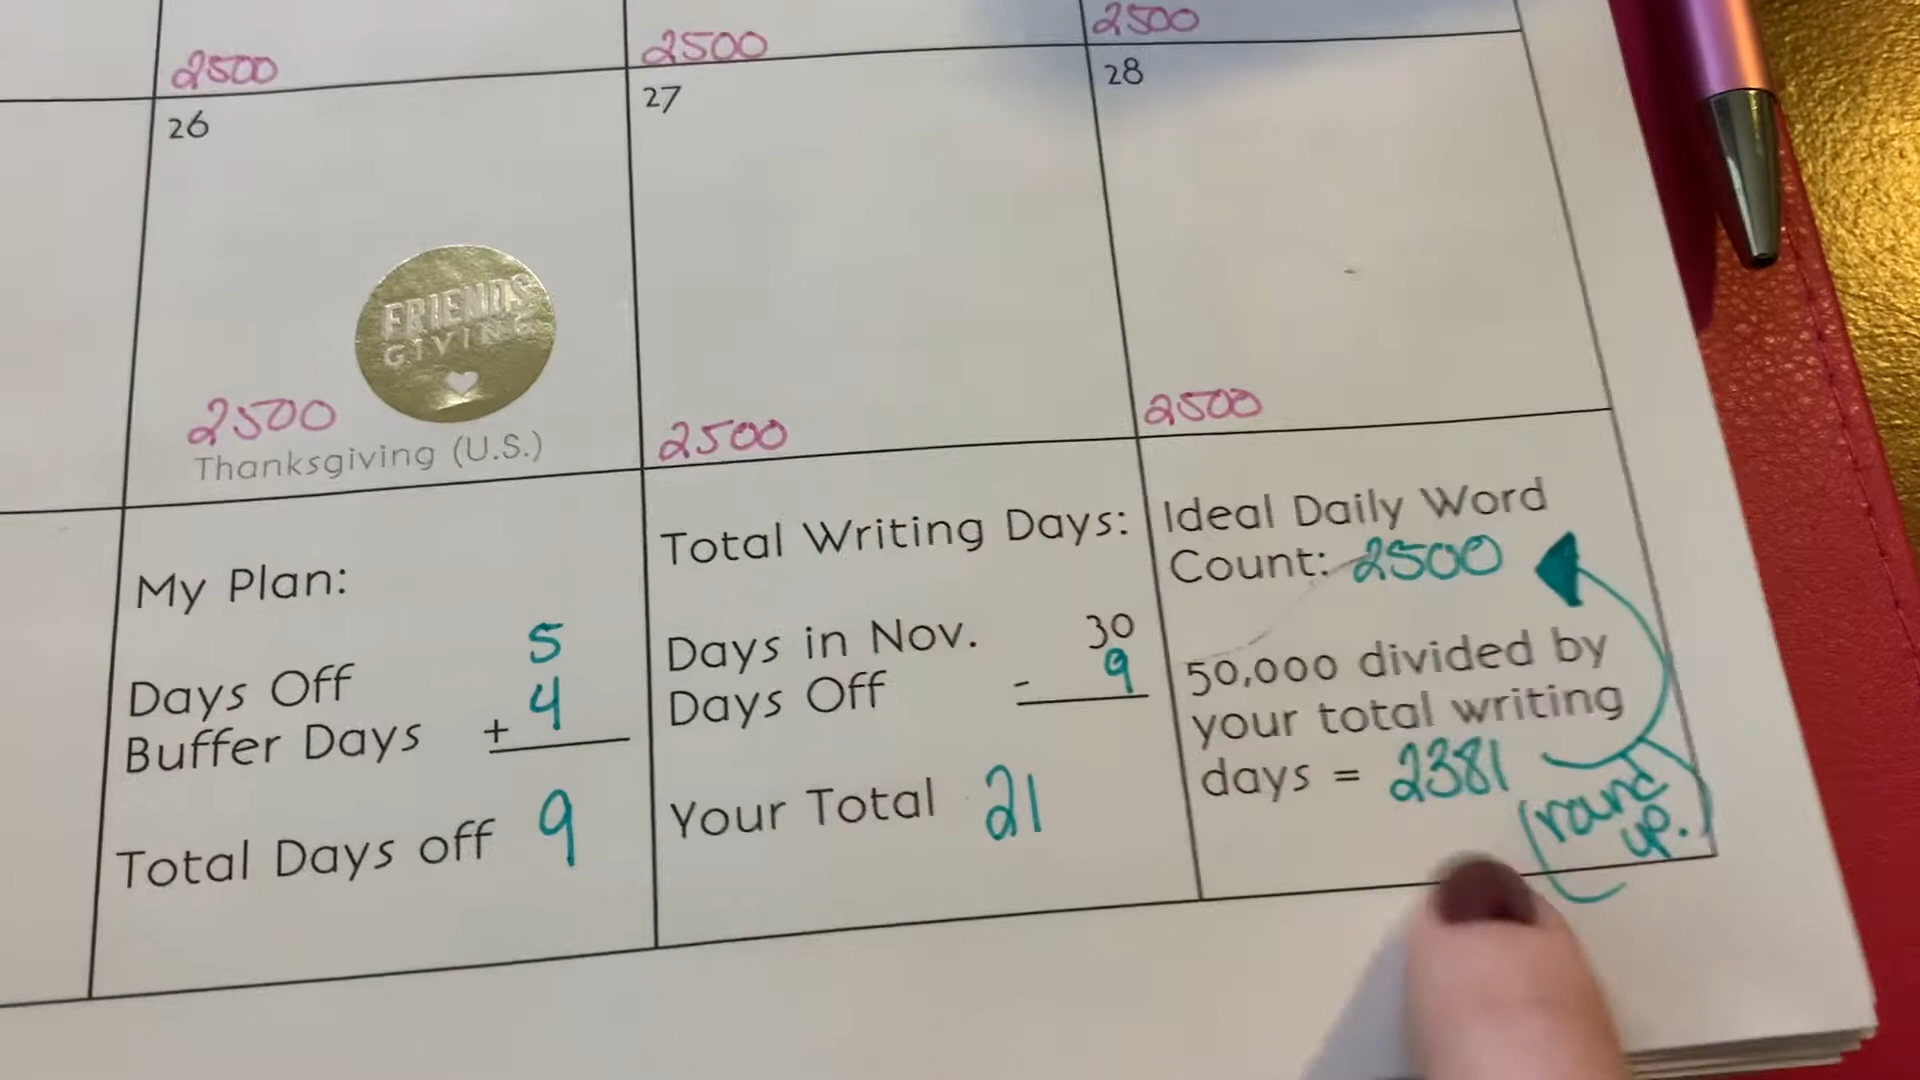 2500
2500
2500
26
27
28
FRIENDS
GIVING
2500
Thanksgiving (U.S.)
2500
2500
My Plan:
Days Off 5
Buffer Days + 4
Total Days off 9
Total Writing Days:
Days in Nov. 30
Days Off - 9
Your Total 21
Ideal Daily Word
Count: 2500
50,000 divided by
your total writing
days = 2381
(round
up.)